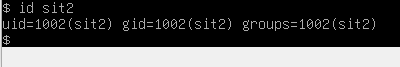 $ id sit2
uid=1002(sit2) gid=1002(sit2) groups=1002(sit2)
$